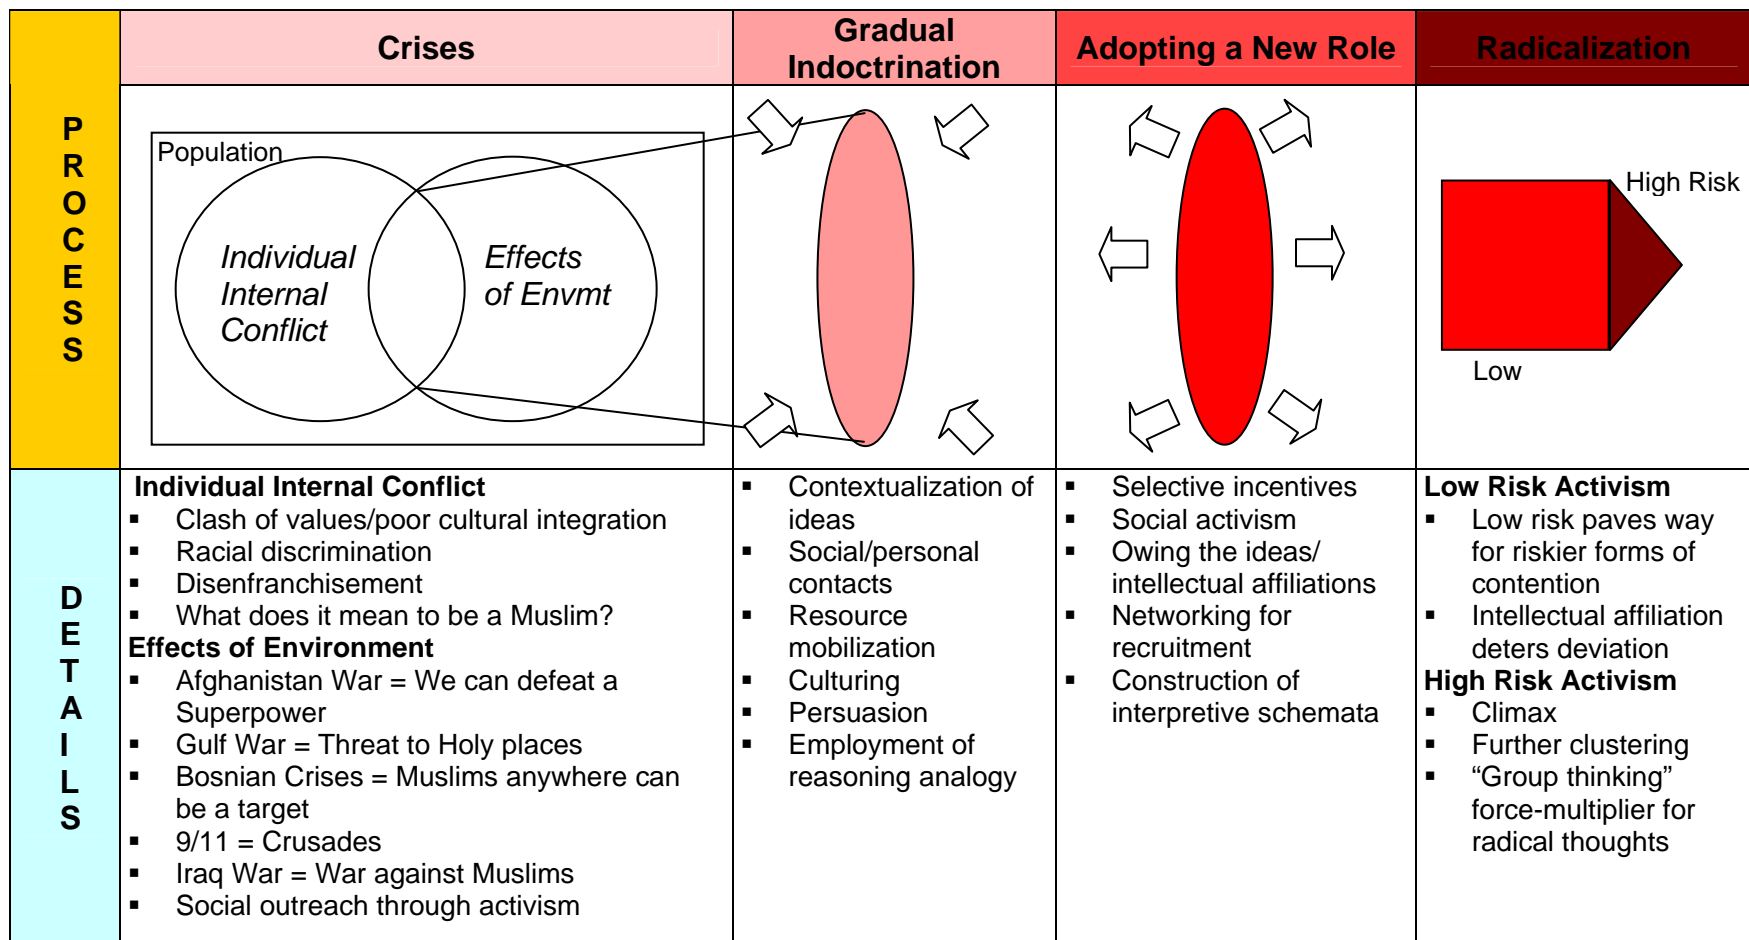 PROCESS
Crises
Gradual
Indoctrination
Adopting a New Role
Radicalization
Population
Individual
Internal
Conflict
Effects
of Envmt
High Risk
Low
DETAILS
Individual Internal Conflict
▪ Clash of values/poor cultural integration
▪ Racial discrimination
▪ Disenfranchisement
▪ What does it mean to be a Muslim?
Effects of Environment
▪ Afghanistan War = We can defeat a
Superpower
▪ Gulf War = Threat to Holy places
▪ Bosnian Crises = Muslims anywhere can
be a target
▪ 9/11 = Crusades
▪ Iraq War = War against Muslims
▪ Social outreach through activism
▪ Contextualization of
ideas
▪ Social/personal
contacts
▪ Resource
mobilization
▪ Culturing
▪ Persuasion
▪ Employment of
reasoning analogy
▪ Selective incentives
▪ Social activism
▪ Owing the ideas/
intellectual affiliations
▪ Networking for
recruitment
▪ Construction of
interpretive schemata
Low Risk Activism
▪ Low risk paves way
for riskier forms of
contention
▪ Intellectual affiliation
deters deviation
High Risk Activism
▪ Climax
▪ Further clustering
▪ “Group thinking”
force-multiplier for
radical thoughts